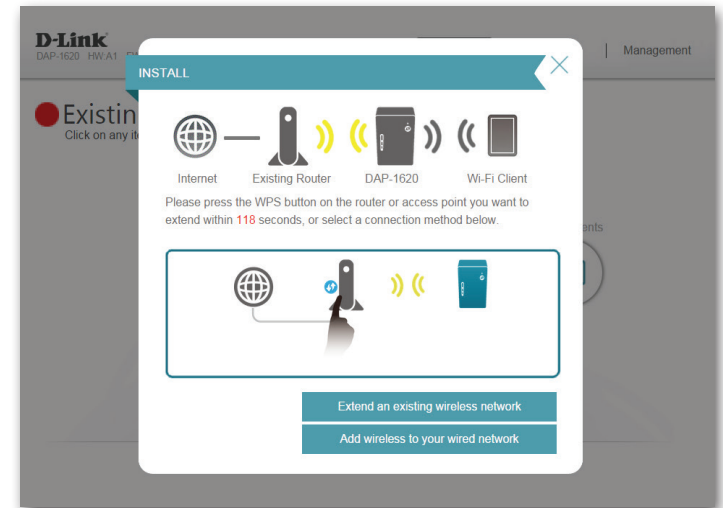 D-Link
DAP-1620 HW:A1
Management
INSTALL
Existin
Click on any it
Internet Existing Router DAP-1620 Wi-Fi Client
Please press the WPS button on the router or access point you want to
extend within 118 seconds, or select a connection method below.
ents
Extend an existing wireless network
Add wireless to your wired network